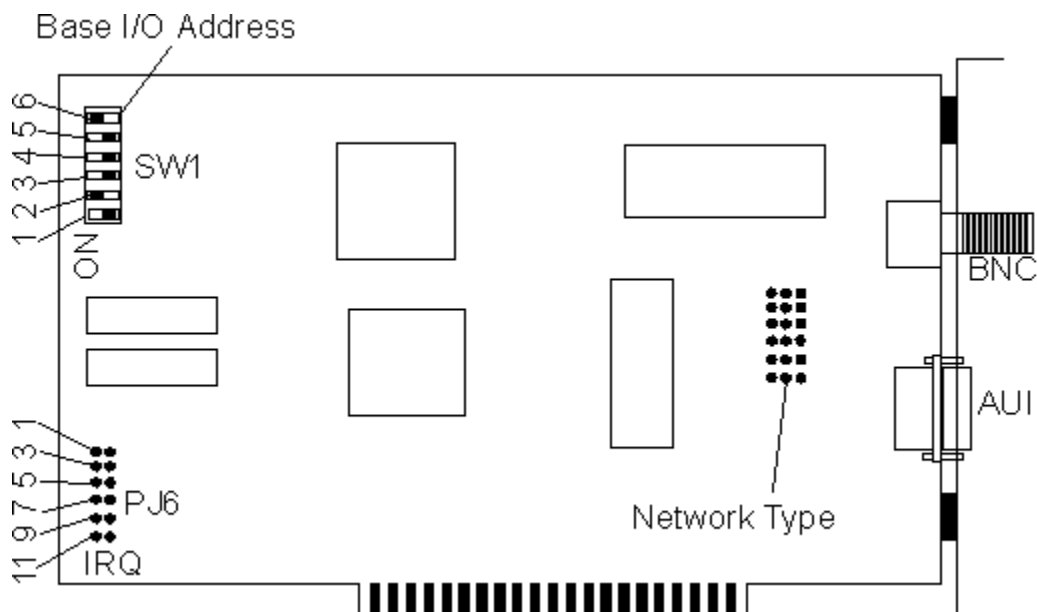 Base I/O Address
6
5
4
3
2
1
SW1
ON
BNC
AUI
1
3
5
7
9
11
PJ6
IRQ
Network Type